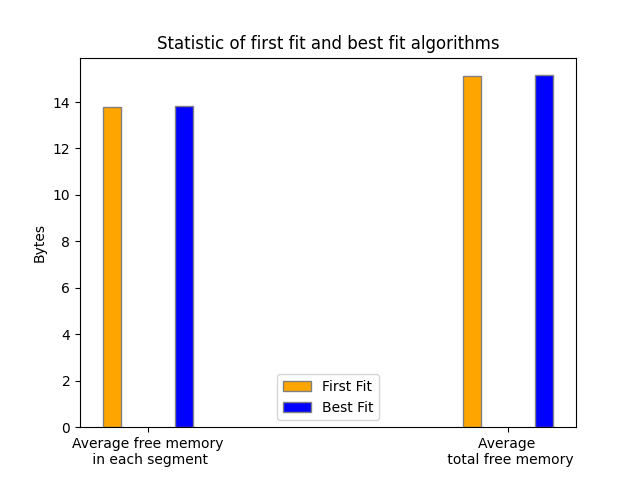 Statistic of first fit and best fit algorithms
Bytes
14
12
10
8
6
4
2
0
First Fit
Best Fit
Average free memory
in each segment
Average
total free memory